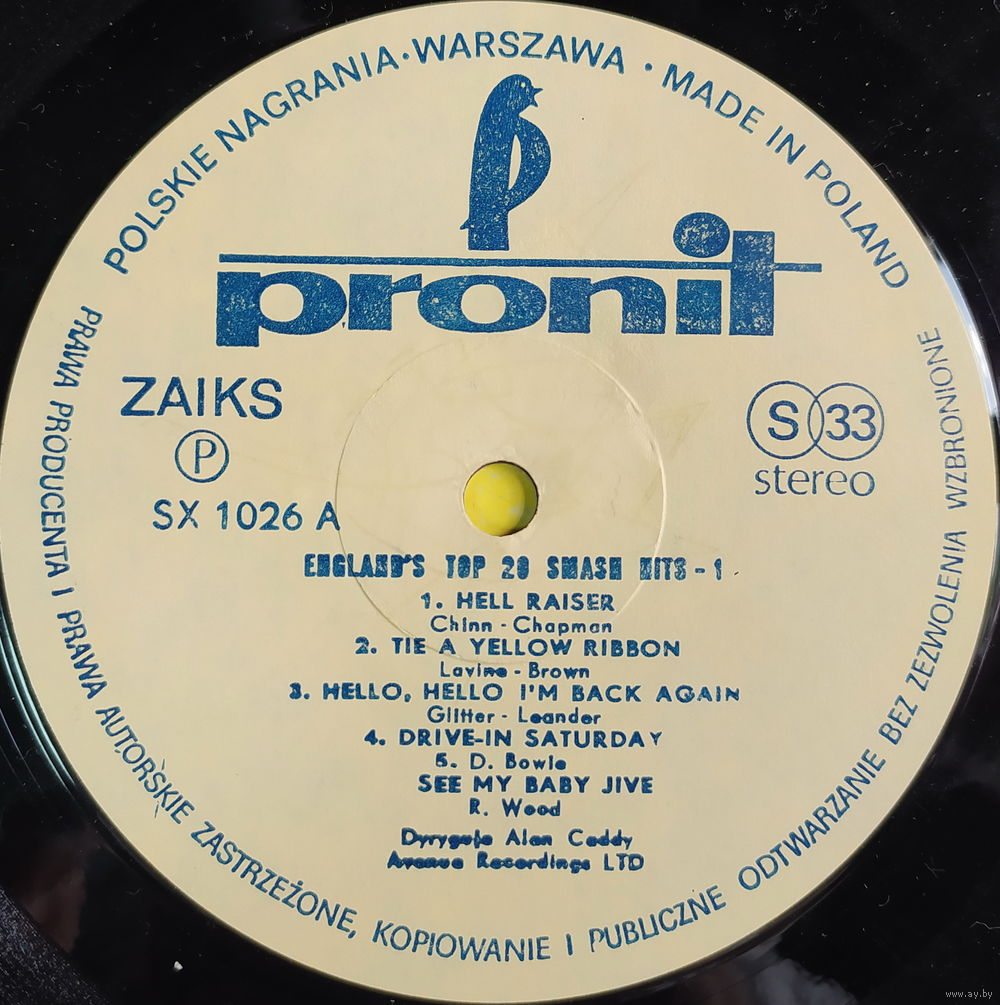 POLSKIE NAGRANIA·WARSZAWA · MADE IN POLAND
pronit
ZAIKS
P
SX 1026 A
S 33
stereo
ENGLAND'S TOP 20 SMASH HITS - 1
1. HELL RAISER
Chinn - Chapman
2. TIE A YELLOW RIBBON
Lavine - Brown
3. HELLO, HELLO I'M BACK AGAIN
Glitter - Leander
4. DRIVE-IN SATURDAY
5. D. Bowie
SEE MY BABY JIVE
R. Wood
Dyryguje Alan Caddy
Avenue Recordings LTD
PRAWA PRODUCENTA I PRAWA AUTORSKIE ZASTRZEŻONE, KOPIOWANIE I PUBLICZNE ODTWARZANIE BEZ ZEZWOLENIA WZBRONIONE
www.ay.by